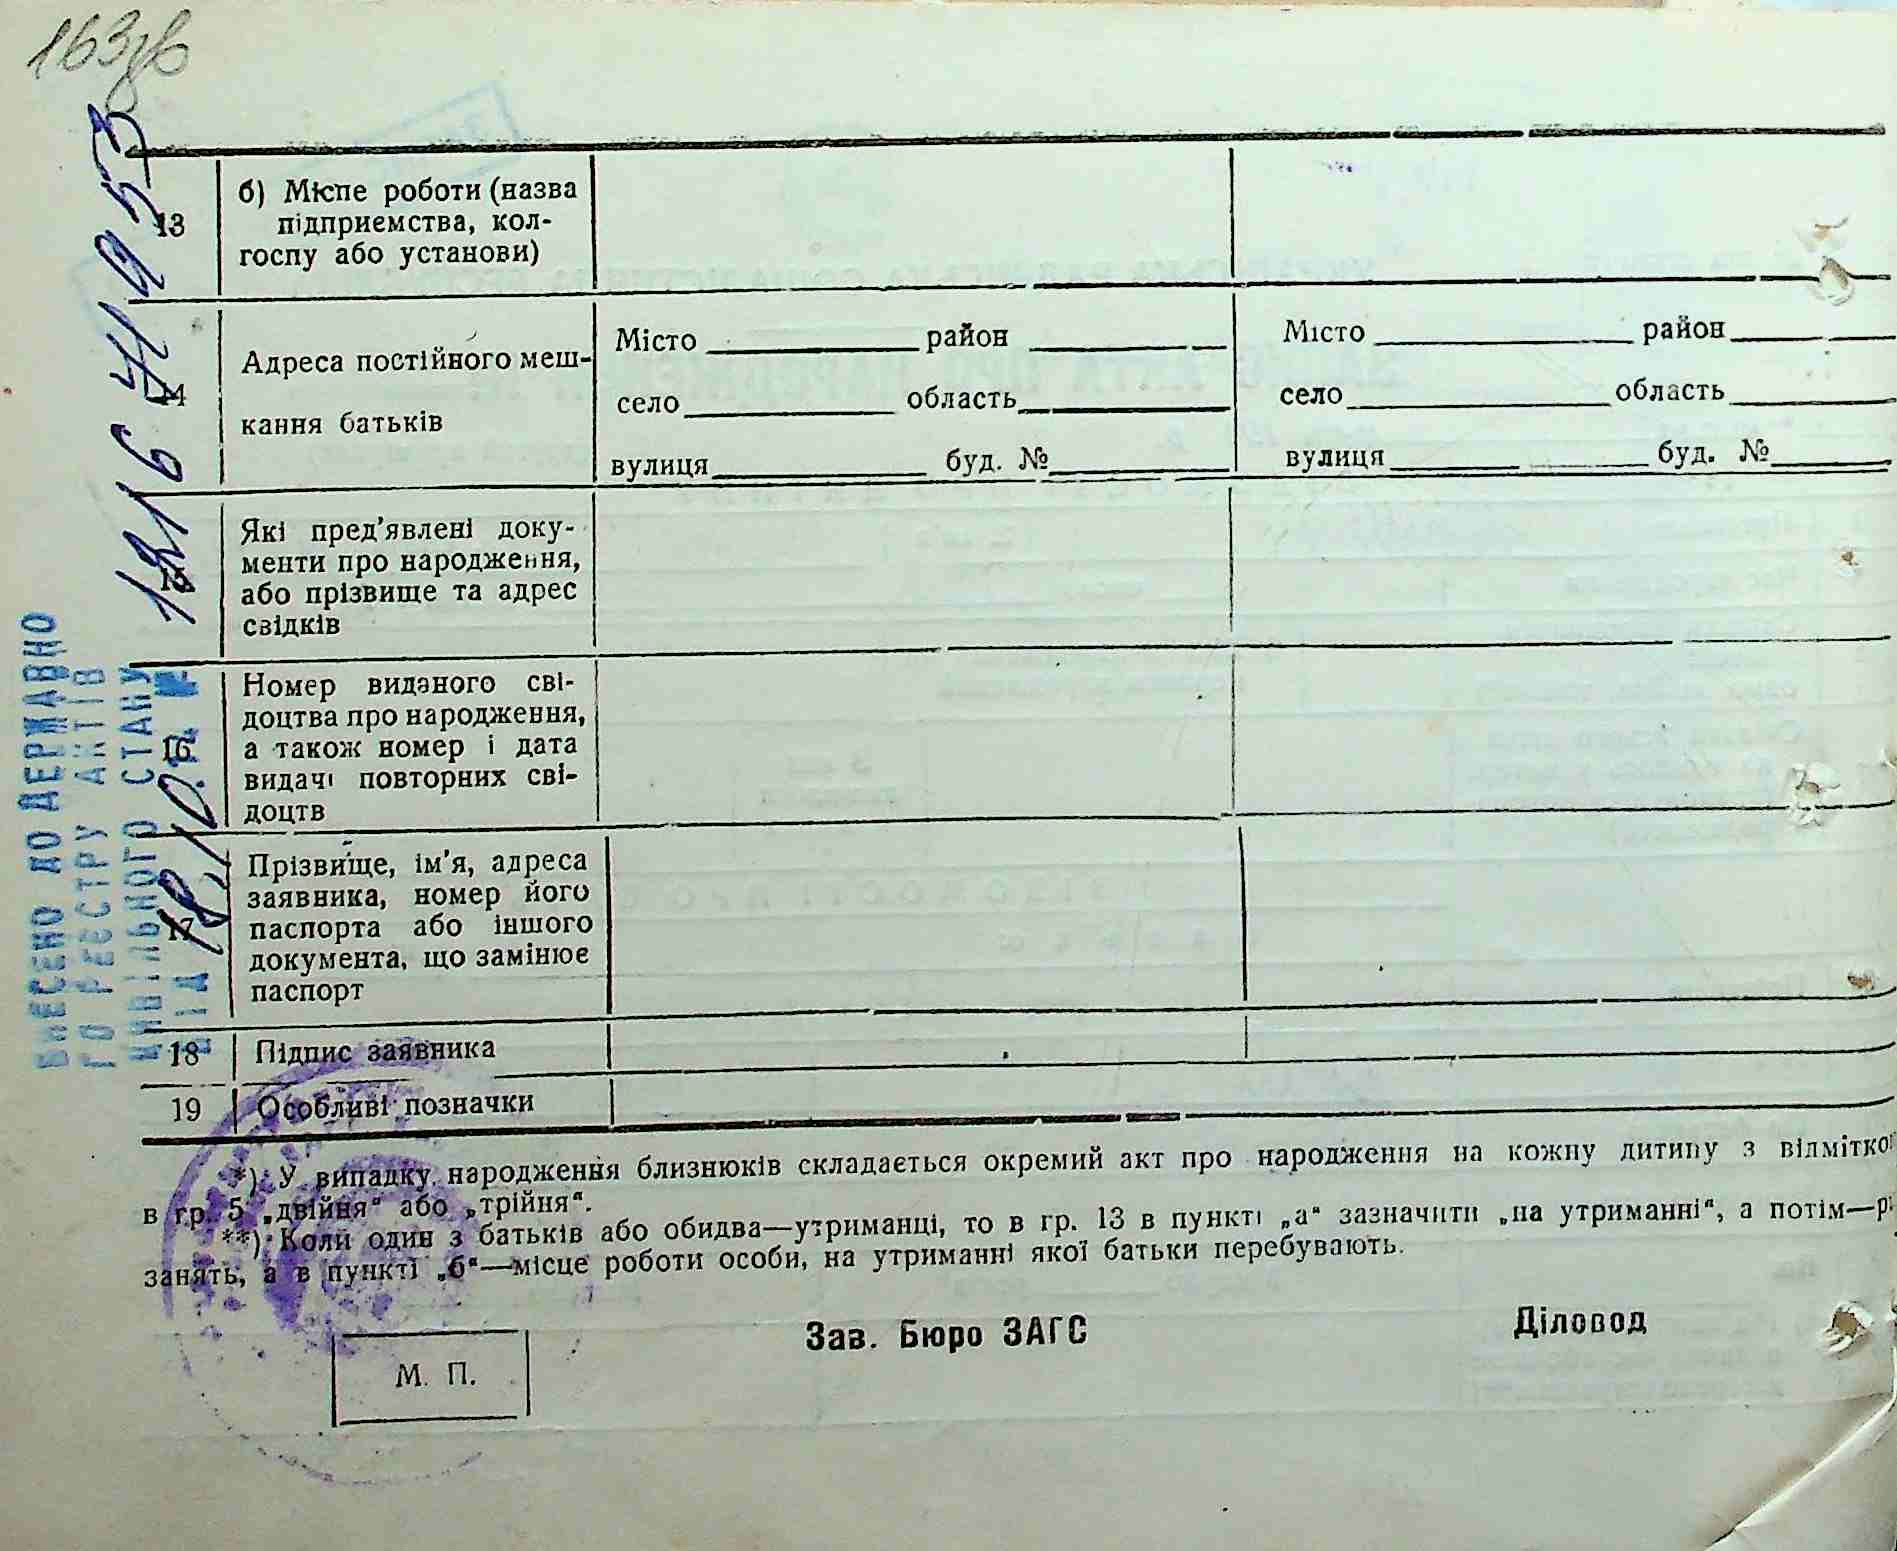 163зв
13
б) Місце роботи (назва
підприємства, кол-
госпу або установи)
14
Адреса постійного меш-
кання батьків
Місто район
село область
вулиця буд. №
Місто район
село область
вулиця буд. №
15
Які пред'явлені доку-
менти про народження,
або прізвище та адрес
свідків
16
Номер виданого сві-
доцтва про народження,
а також номер і дата
видачі повторних сві-
доцтв
17
Прізвище, ім'я, адреса
заявника, номер його
паспорта або іншого
документа, що замінює
паспорт
18 Підпис заявника
19 Особливі позначки
*) У випадку народження близнюків складається окремий акт про народження на кожну дитину з відмітко
в гр. 5 „двійня“ або „трійня“.
**) Коли один з батьків або обидва—утриманці, то в гр. 13 в пункті „а“ зазначити „на утриманні“, а потім—р
занять, а в пункті „б“—місце роботи особи, на утриманні якої батьки перебувають.
Зав. Бюро ЗАГС
Діловод
М. П.
ВНЕСЕНО ДО ДЕРЖАВНО
ГО РЕЄСТРУ АКТІВ
ЦИВІЛЬНОГО СТАНУ
ВІД 18.10.